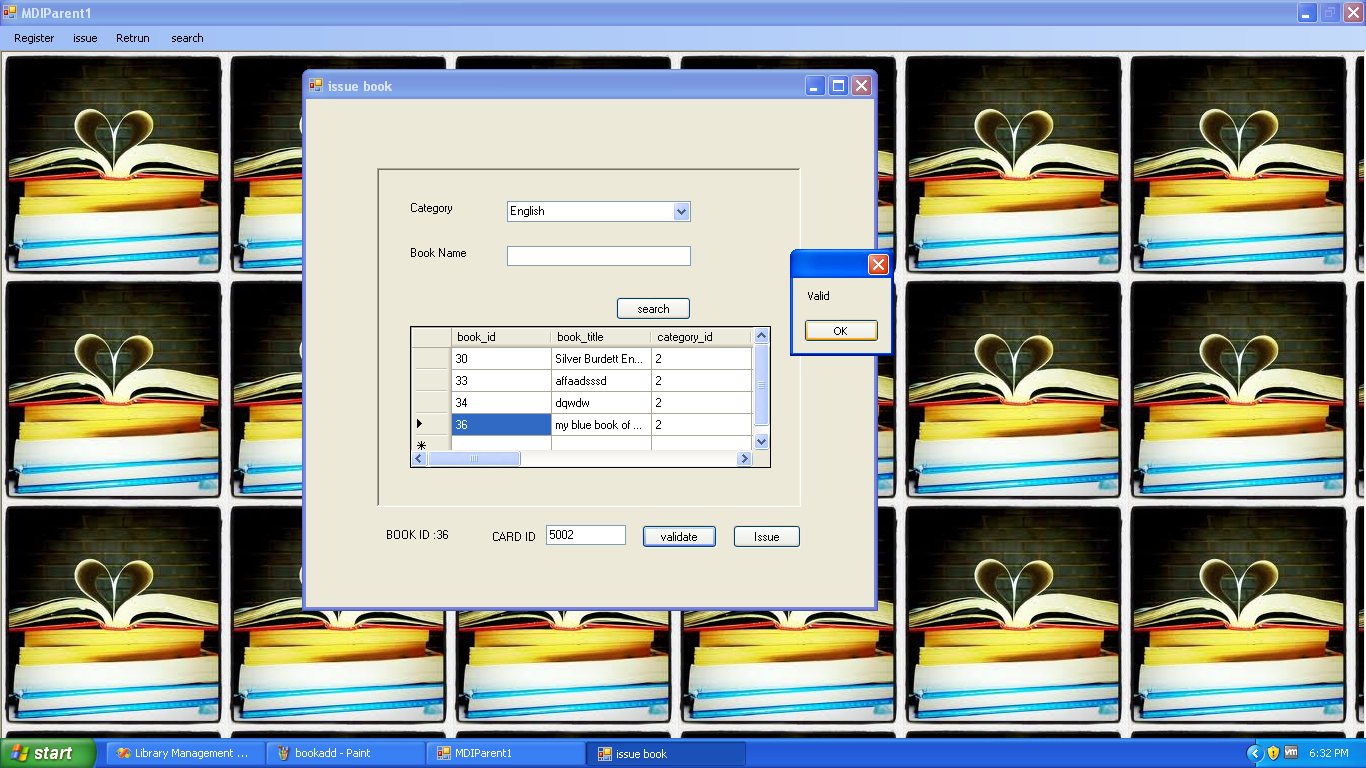 MDIParent1
Register issue Retrun search
issue book
Category English
Book Name
Valid
search
OK
book_id book_title category_id
30 Silver Burdett En... 2
33 affaadsssd 2
34 dqwdw 2
36 my blue book of ... 2
BOOK ID :36 CARD ID 5002 validate Issue
start Library Management ... bookadd - Paint MDIParent1 issue book vm 6:32 PM